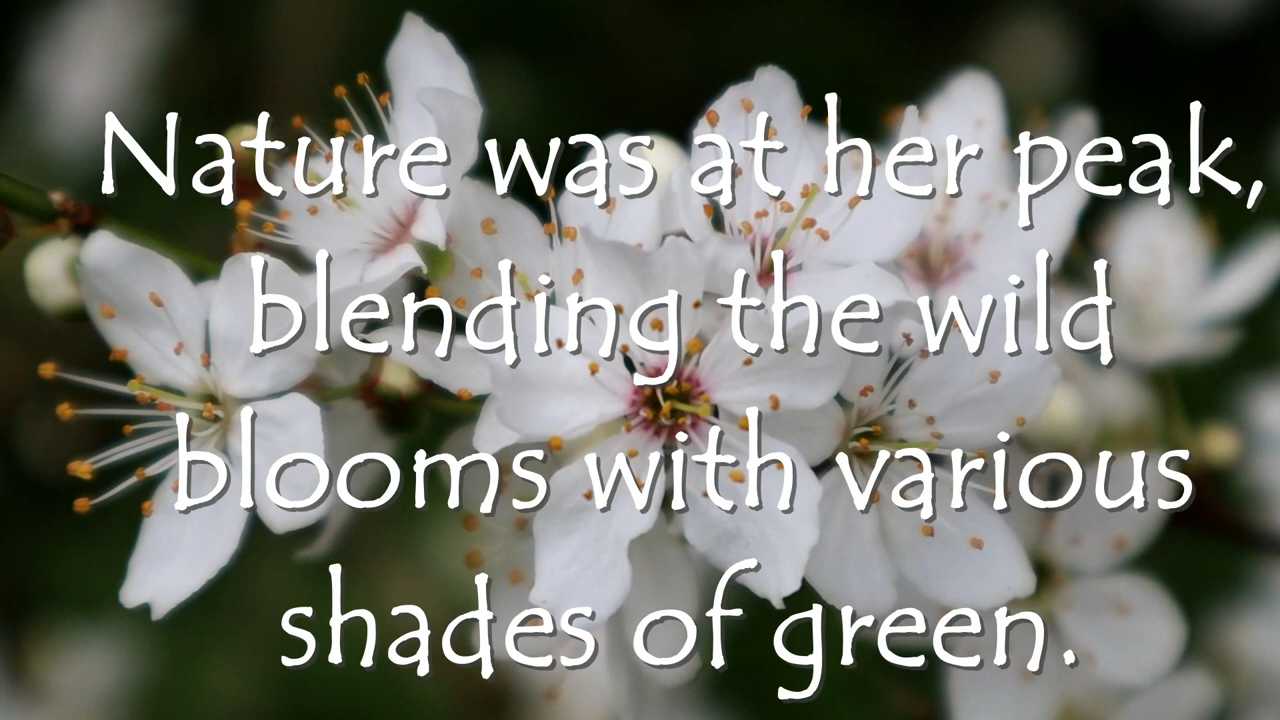 Nature was at her peak,
blending the wild
blooms with various
shades of green.